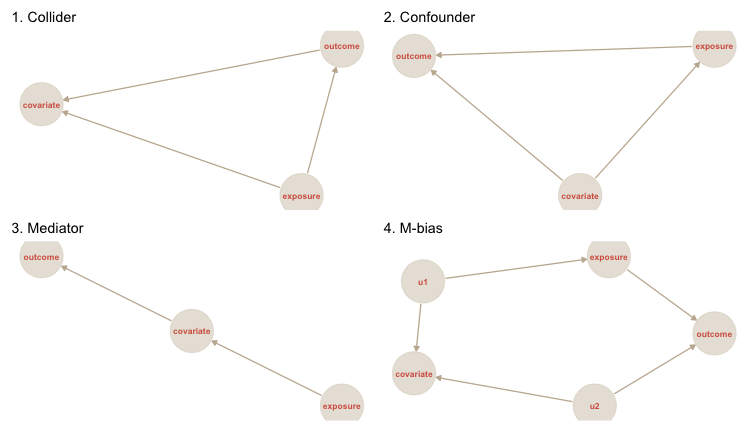 1. Collider
outcome
covariate
exposure
2. Confounder
exposure
outcome
covariate
3. Mediator
outcome
covariate
exposure
4. M-bias
exposure
u1
outcome
covariate
u2